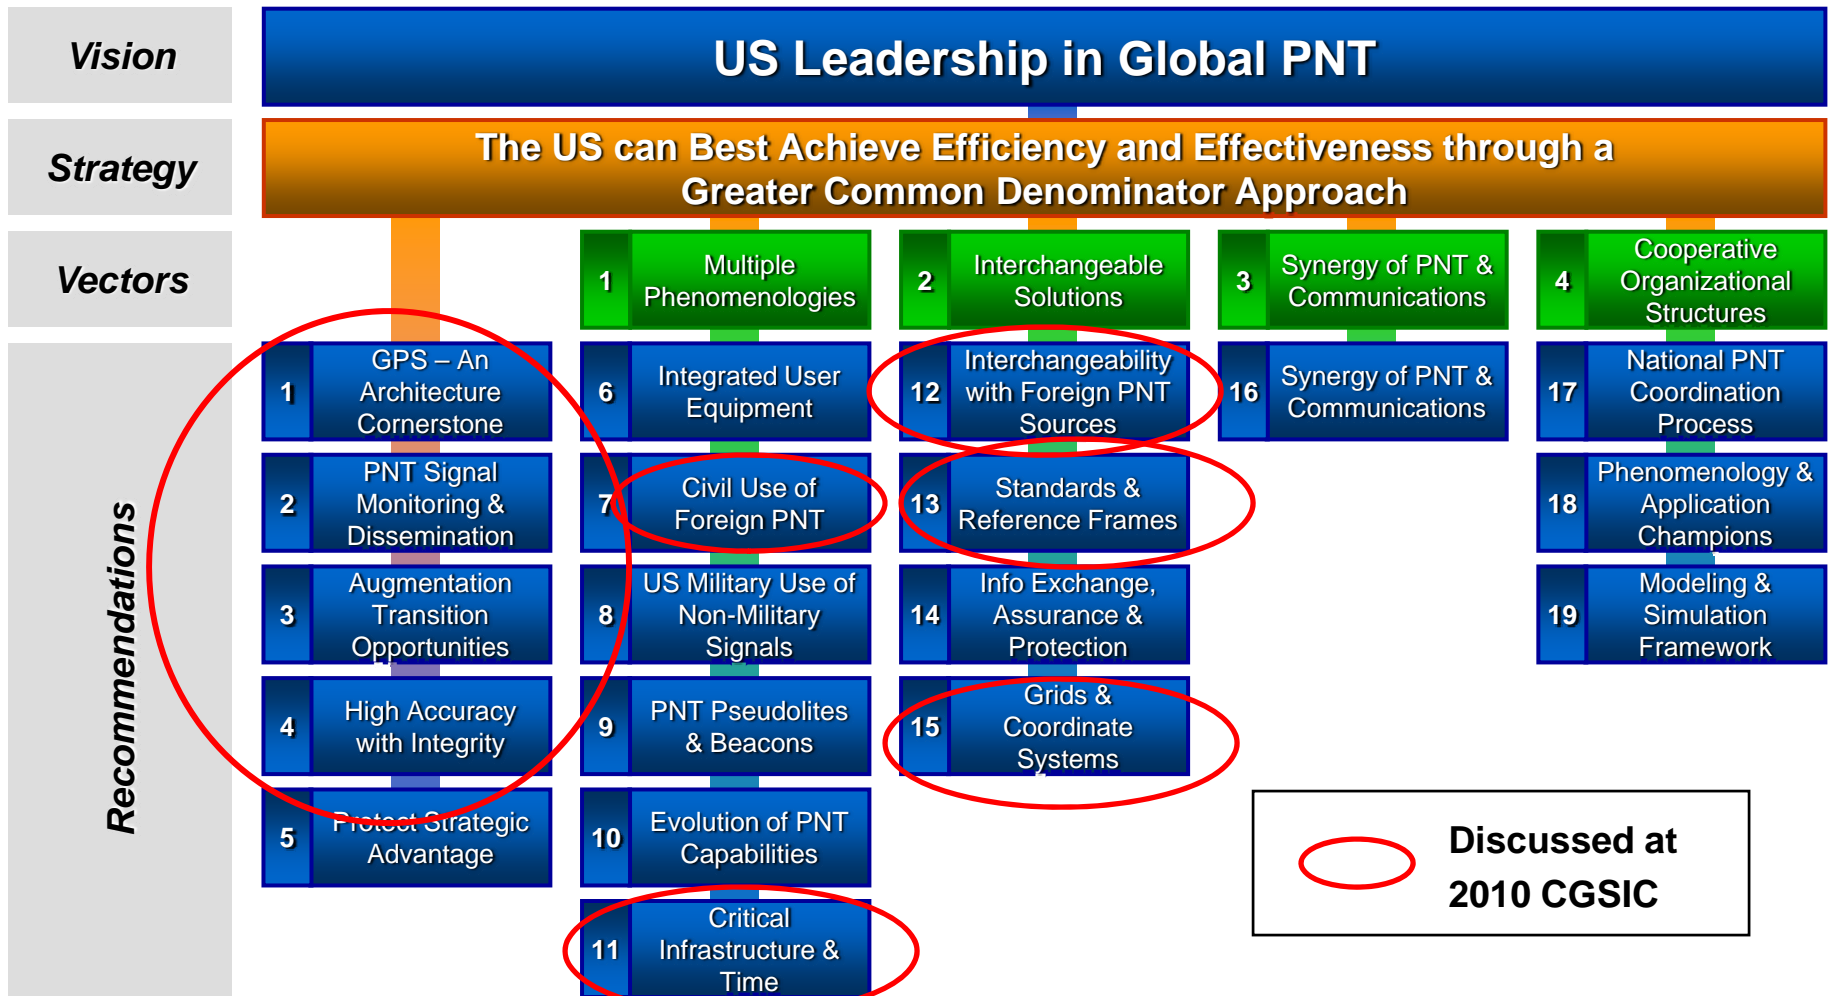 Vision
US Leadership in Global PNT
Strategy
The US can Best Achieve Efficiency and Effectiveness through a
Greater Common Denominator Approach
Vectors
1
Multiple
Phenomenologies
2
Interchangeable
Solutions
3
Synergy of PNT &
Communications
4
Cooperative
Organizational
Structures
Recommendations
1
GPS – An
Architecture
Cornerstone
2
PNT Signal
Monitoring &
Dissemination
3
Augmentation
Transition
Opportunities
4
High Accuracy
with Integrity
5
Protect Strategic
Advantage
6
Integrated User
Equipment
7
Civil Use of
Foreign PNT
8
US Military Use of
Non-Military
Signals
9
PNT Pseudolites
& Beacons
10
Evolution of PNT
Capabilities
11
Critical
Infrastructure &
Time
12
Interchangeability
with Foreign PNT
Sources
13
Standards &
Reference Frames
14
Info Exchange,
Assurance &
Protection
15
Grids &
Coordinate
Systems
16
Synergy of PNT &
Communications
17
National PNT
Coordination
Process
18
Phenomenology &
Application
Champions
19
Modeling &
Simulation
Framework
Discussed at
2010 CGSIC